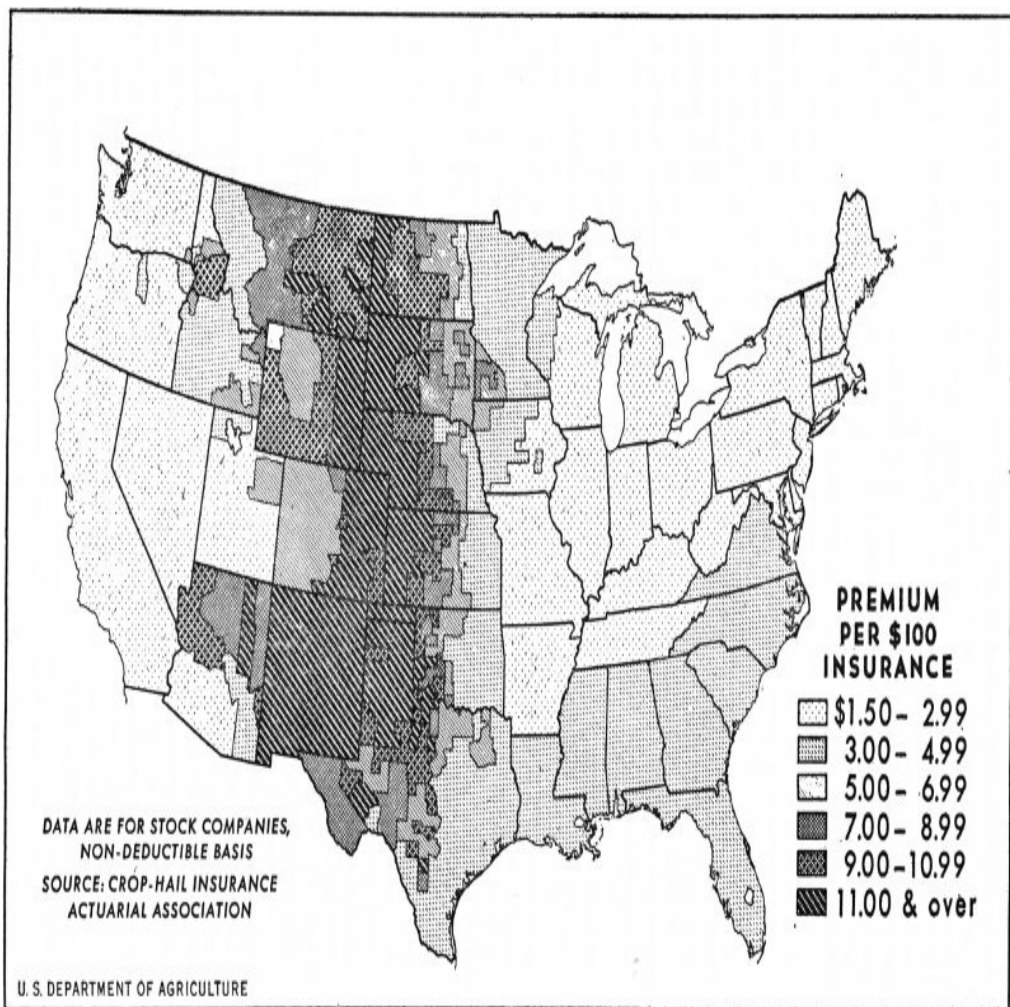 PREMIUM
PER $100
INSURANCE
$1.50 – 2.99
3.00 – 4.99
5.00 – 6.99
7.00 – 8.99
9.00 – 10.99
11.00 & over
DATA ARE FOR STOCK COMPANIES,
NON-DEDUCTIBLE BASIS
SOURCE: CROP-HAIL INSURANCE
ACTUARIAL ASSOCIATION
U. S. DEPARTMENT OF AGRICULTURE